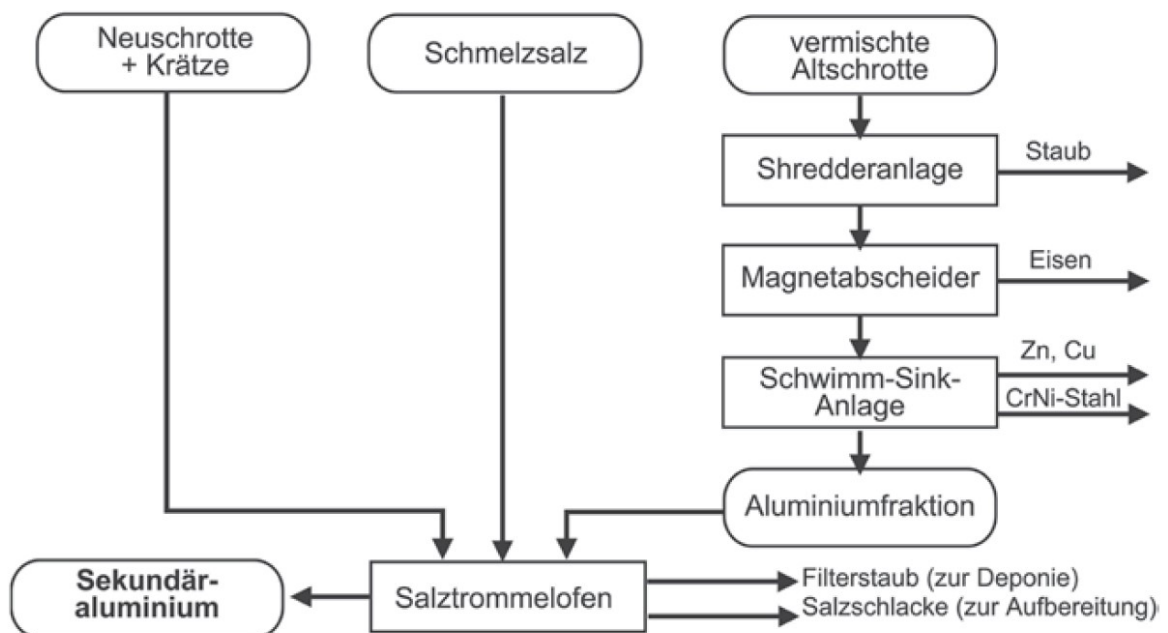 Neuschrotte
+ Krätze
Schmelzsalz
vermischte
Altschrotte
Shredderanlage
Staub
Magnetabscheider
Eisen
Schwimm-Sink-
Anlage
Zn, Cu
CrNi-Stahl
Aluminiumfraktion
Sekundär-
aluminium
Salztrommelofen
Filterstaub (zur Deponie)
Salzschlacke (zur Aufbereitung)